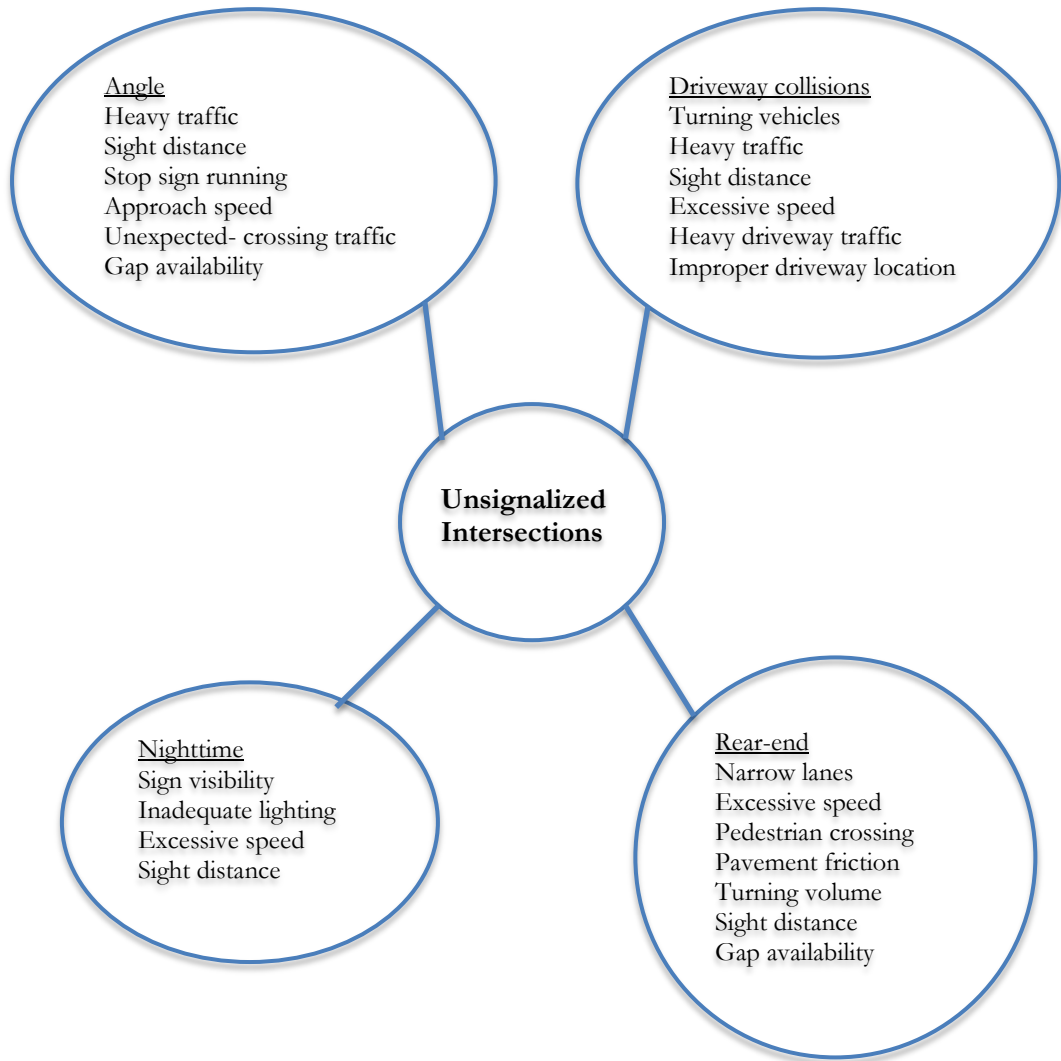 Angle
Heavy traffic
Sight distance
Stop sign running
Approach speed
Unexpected- crossing traffic
Gap availability
Driveway collisions
Turning vehicles
Heavy traffic
Sight distance
Excessive speed
Heavy driveway traffic
Improper driveway location
Unsignalized
Intersections
Nighttime
Sign visibility
Inadequate lighting
Excessive speed
Sight distance
Rear-end
Narrow lanes
Excessive speed
Pedestrian crossing
Pavement friction
Turning volume
Sight distance
Gap availability